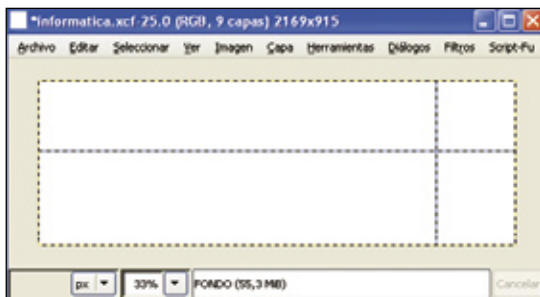 *informatica.xcf-25.0 (RGB, 9 capas) 2169x915
Archivo Editar Seleccionar Ver Imagen Capa Herramientas Diálogos Filtros Script-Fu
px 33% FONDO (55,3 MiB) Cancelar